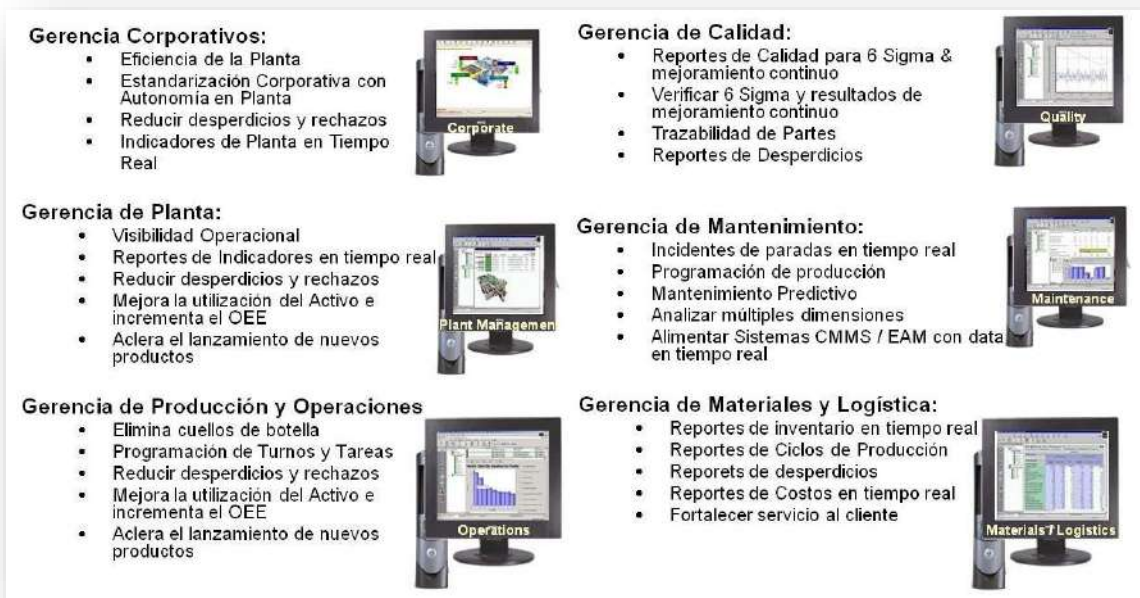 Gerencia Corporativos:
• Eficiencia de la Planta
• Estandarización Corporativa con
Autonomía en Planta
• Reducir desperdicios y rechazos
• Indicadores de Planta en Tiempo
Real
Corporate
Gerencia de Calidad:
• Reportes de Calidad para 6 Sigma &
mejoramiento continuo
• Verificar 6 Sigma y resultados de
mejoramiento continuo
• Trazabilidad de Partes
• Reportes de Desperdicios
Quality
Gerencia de Planta:
• Visibilidad Operacional
• Reportes de Indicadores en tiempo real
• Reducir desperdicios y rechazos
• Mejora la utilización del Activo e
incrementa el OEE
• Aclera el lanzamiento de nuevos
productos
Plant Managemen
Gerencia de Mantenimiento:
• Incidentes de paradas en tiempo real
• Programación de producción
• Mantenimiento Predictivo
• Analizar múltiples dimensiones
• Alimentar Sistemas CMMS / EAM con data
en tiempo real
Maintenance
Gerencia de Producción y Operaciones
• Elimina cuellos de botella
• Programación de Turnos y Tareas
• Reducir desperdicios y rechazos
• Mejora la utilización del Activo e
incrementa el OEE
• Aclera el lanzamiento de nuevos
productos
Operations
Gerencia de Materiales y Logística:
• Reportes de inventario en tiempo real
• Reportes de Ciclos de Producción
• Reporets de desperdicios
• Reportes de Costos en tiempo real
• Fortalecer servicio al cliente
Materials / Logistics